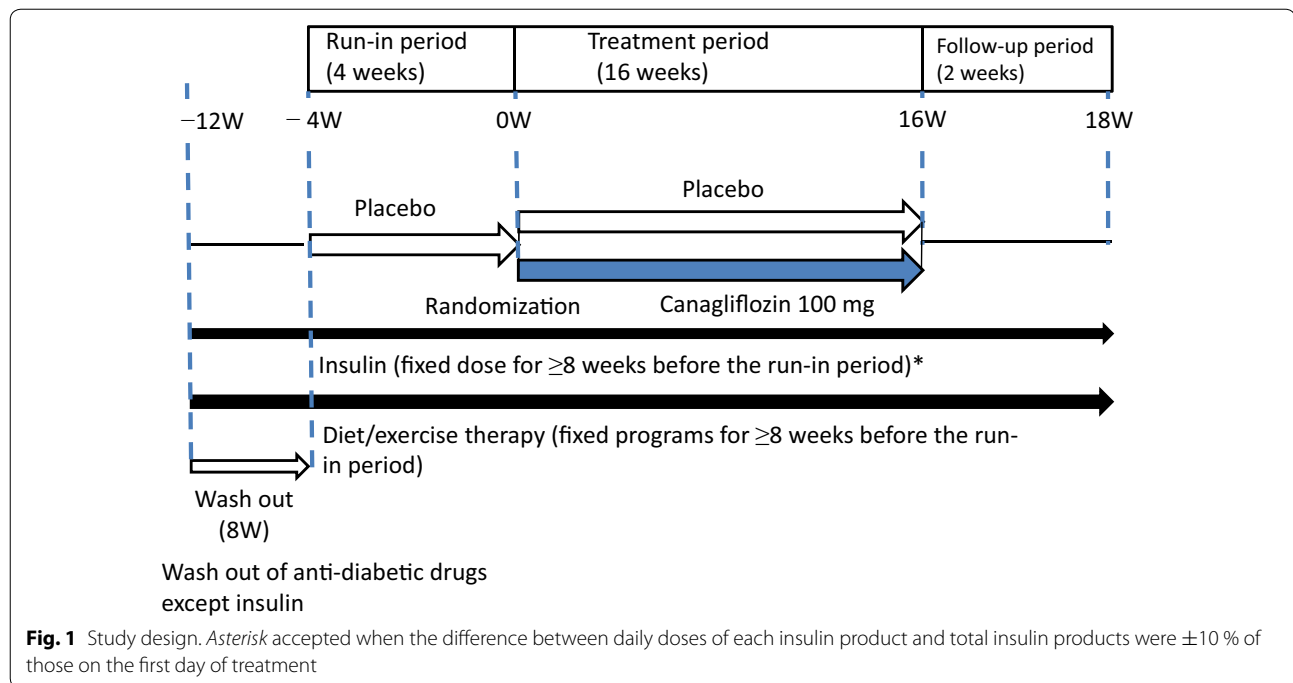 Run-in period
(4 weeks)
Treatment period
(16 weeks)
Follow-up period
(2 weeks)
−12W
− 4W
0W
16W
18W
Placebo
Placebo
Randomization
Canagliflozin 100 mg
Insulin (fixed dose for ≥8 weeks before the run-in period)*
Diet/exercise therapy (fixed programs for ≥8 weeks before the run-
in period)
Wash out
(8W)
Wash out of anti-diabetic drugs
except insulin
Fig. 1 Study design. Asterisk accepted when the difference between daily doses of each insulin product and total insulin products were ±10 % of
those on the first day of treatment